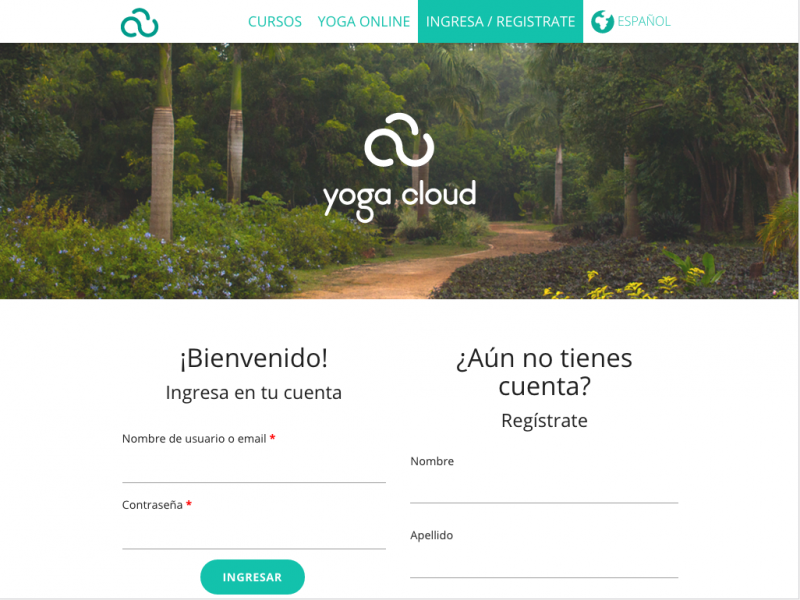 CURSOS YOGA ONLINE INGRESA / REGISTRATE ESPAÑOL
yoga cloud
¡Bienvenido!
Ingresa en tu cuenta
Nombre de usuario o email *
Contraseña *
INGRESAR
¿Aún no tienes
cuenta?
Regístrate
Nombre
Apellido